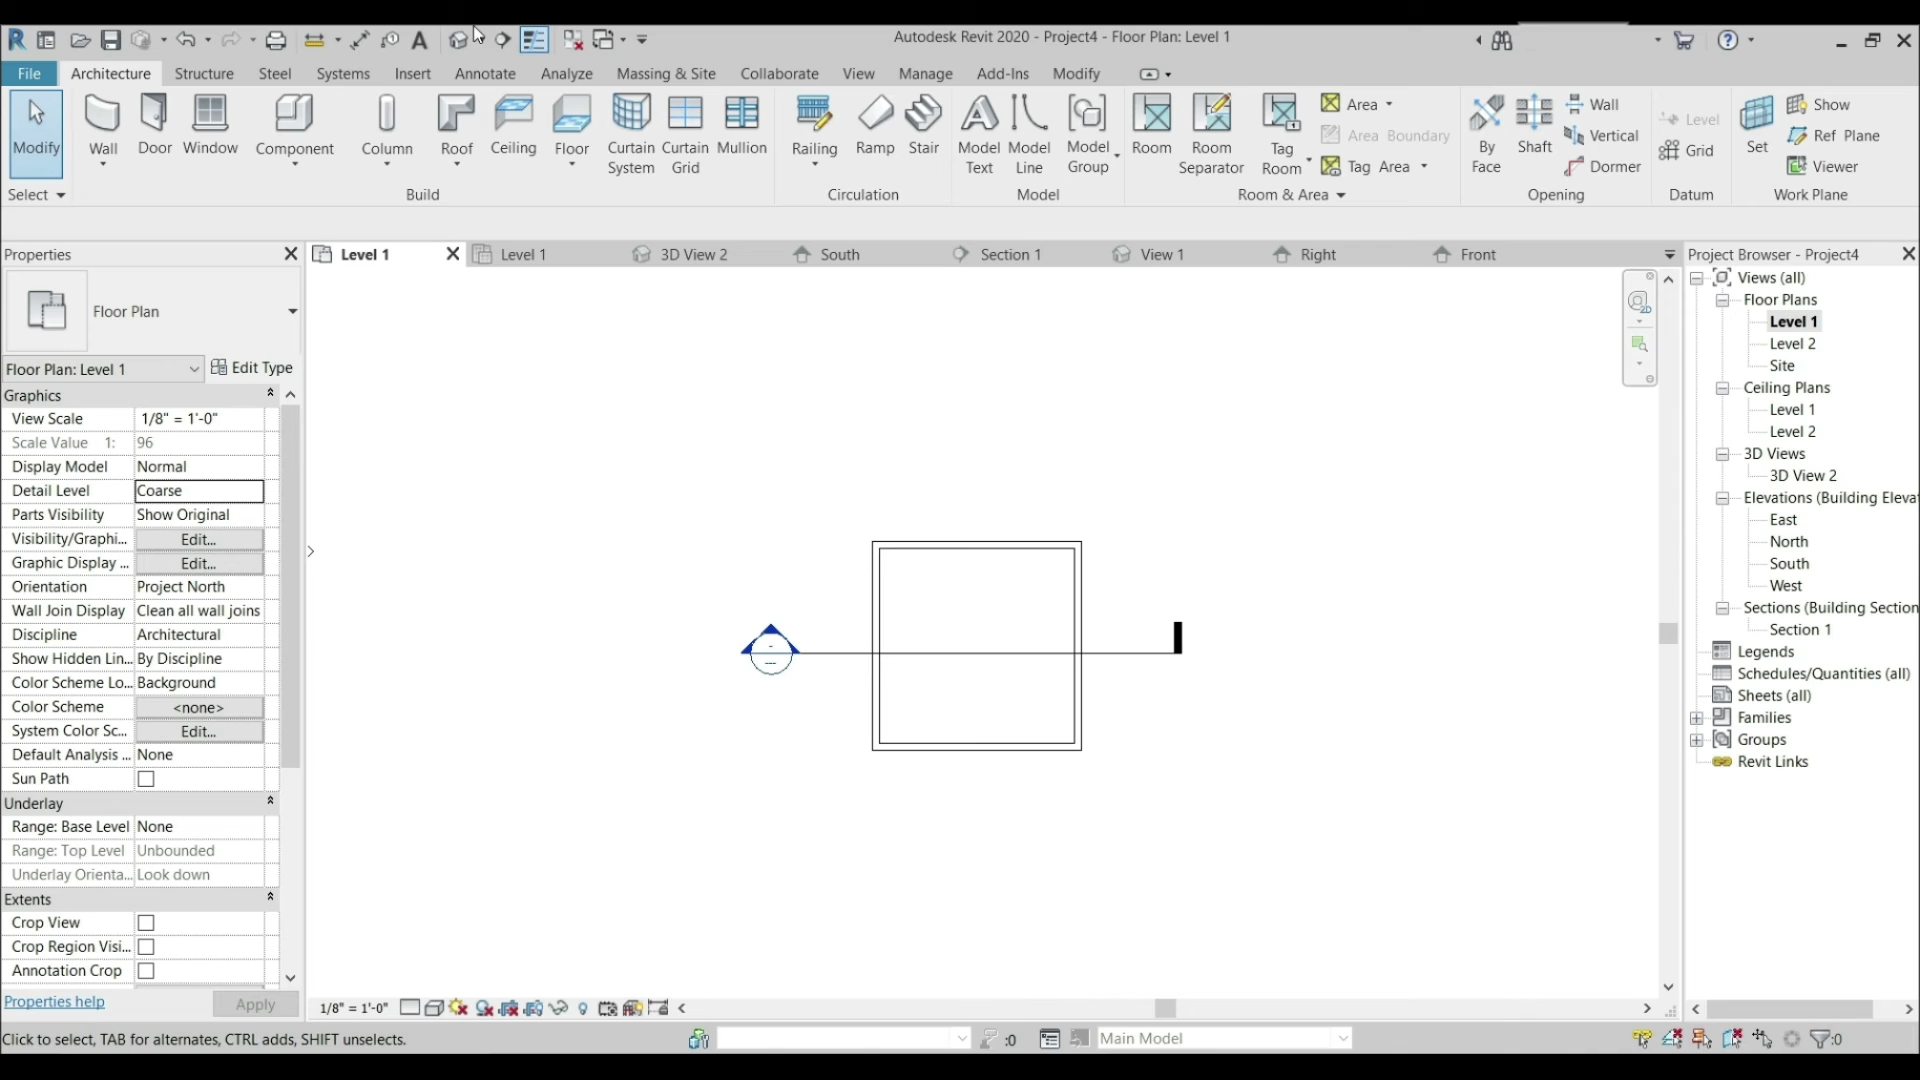 Autodesk Revit 2020 - Project4 - Floor Plan: Level 1
File Architecture Structure Steel Systems Insert Annotate Analyze Massing & Site Collaborate View Manage Add-Ins Modify
Modify
Wall
Door
Window
Component
Column
Roof
Ceiling
Floor
Curtain
System
Curtain
Grid
Mullion
Railing
Ramp
Stair
Model
Text
Model
Line
Model
Group
Room
Room
Separator
Tag
Room
Area
Area Boundary
Tag Area
By
Face
Shaft
Wall
Vertical
Dormer
Level
Grid
Set
Show
Ref Plane
Viewer
Select
Build
Circulation
Model
Room & Area
Opening
Datum
Work Plane
Properties
Level 1
Level 1
3D View 2
South
Section 1
View 1
Right
Front
Project Browser - Project4
Floor Plan
Floor Plan: Level 1
Edit Type
Graphics
View Scale 1/8" = 1'-0"
Scale Value 1: 96
Display Model Normal
Detail Level Coarse
Parts Visibility Show Original
Visibility/Graphi... Edit...
Graphic Display ... Edit...
Orientation Project North
Wall Join Display Clean all wall joins
Discipline Architectural
Show Hidden Lin... By Discipline
Color Scheme Lo... Background
Color Scheme <none>
System Color Sc... Edit...
Default Analysis ... None
Sun Path
Underlay
Range: Base Level None
Range: Top Level Unbounded
Underlay Orienta... Look down
Extents
Crop View
Crop Region Visi...
Annotation Crop
Properties help
Apply
2D
Views (all)
Floor Plans
Level 1
Level 2
Site
Ceiling Plans
Level 1
Level 2
3D Views
3D View 2
Elevations (Building Eleva
East
North
South
West
Sections (Building Section
Section 1
Legends
Schedules/Quantities (all)
Sheets (all)
Families
Groups
Revit Links
1/8" = 1'-0"
Click to select, TAB for alternates, CTRL adds, SHIFT unselects.
:0
Main Model
:0